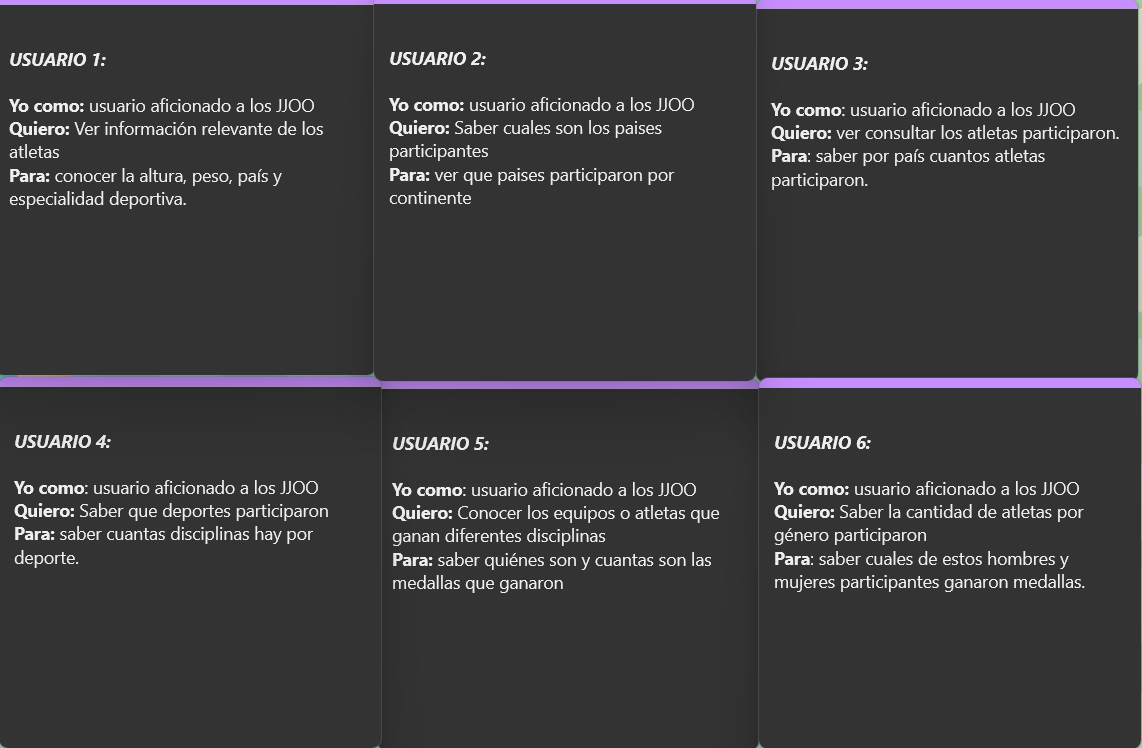 USUARIO 1:
Yo como: usuario aficionado a los JJOO
Quiero: Ver información relevante de los
atletas
Para: conocer la altura, peso, país y
especialidad deportiva.
USUARIO 2:
Yo como: usuario aficionado a los JJOO
Quiero: Saber cuales son los paises
participantes
Para: ver que paises participaron por
continente
USUARIO 3:
Yo como: usuario aficionado a los JJOO
Quiero: ver consultar los atletas participaron.
Para: saber por país cuantos atletas
participaron.
USUARIO 4:
Yo como: usuario aficionado a los JJOO
Quiero: Saber que deportes participaron
Para: saber cuantas disciplinas hay por
deporte.
USUARIO 5:
Yo como: usuario aficionado a los JJOO
Quiero: Conocer los equipos o atletas que
ganan diferentes disciplinas
Para: saber quiénes son y cuantas son las
medallas que ganaron
USUARIO 6:
Yo como: usuario aficionado a los JJOO
Quiero: Saber la cantidad de atletas por
género participaron
Para: saber cuales de estos hombres y
mujeres participantes ganaron medallas.